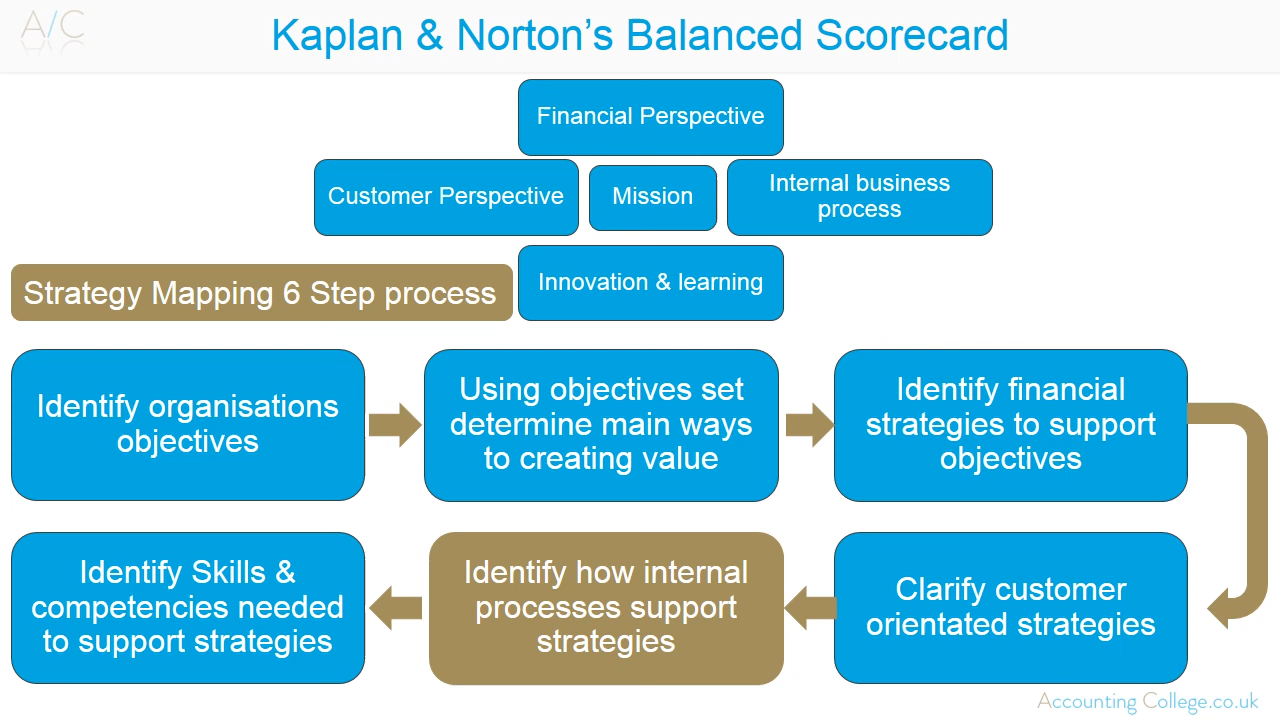 A/C
Kaplan & Norton’s Balanced Scorecard
Financial Perspective
Customer Perspective
Mission
Internal business
process
Innovation & learning
Strategy Mapping 6 Step process
Identify organisations
objectives
Using objectives set
determine main ways
to creating value
Identify financial
strategies to support
objectives
Clarify customer
orientated strategies
Identify how internal
processes support
strategies
Identify Skills &
competencies needed
to support strategies
Accounting College.co.uk